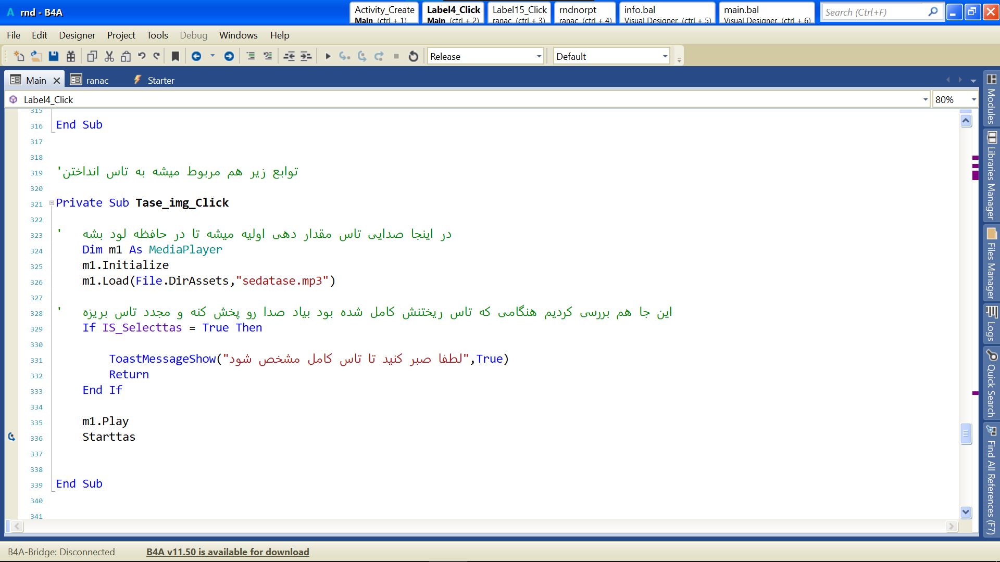 A rnd - B4A
Activity_Create
Main (ctrl + 1)
Label4_Click
Main (ctrl + 2)
Label15_Click
ranac (ctrl + 3)
rndnorpt
ranac (ctrl + 4)
info.bal
Visual Designer (ctrl + 5)
main.bal
Visual Designer (ctrl + 6)
Search (Ctrl+F)
File Edit Designer Project Tools Debug Windows Help
Release
Default
Main ranac Starter
Label4_Click
80%
315
316 End Sub
317
318
319 'توابع زیر هم مربوط میشه به تاس انداختن
320
321 Private Sub Tase_img_Click
322
323 ' در اینجا صدایی تاس مقدار دهی اولیه میشه تا در حافظه لود بشه
324 Dim m1 As MediaPlayer
325 m1.Initialize
326 m1.Load(File.DirAssets,"sedatase.mp3")
327
328 ' این جا هم بررسی کردیم هنگامی که تاس ریختنش کامل شده بود بیاد صدا رو پخش کنه و مجدد تاس بریزه
329 If IS_Selecttas = True Then
330
331 ToastMessageShow("لطفا صبر کنید تا تاس کامل مشخص شود",True)
332 Return
333 End If
334
335 m1.Play
336 Starttas
337
338
339 End Sub
340
341
Modules
Libraries Manager
Files Manager
Logs
Quick Search
Find All References (F7)
B4A-Bridge: Disconnected
B4A v11.50 is available for download